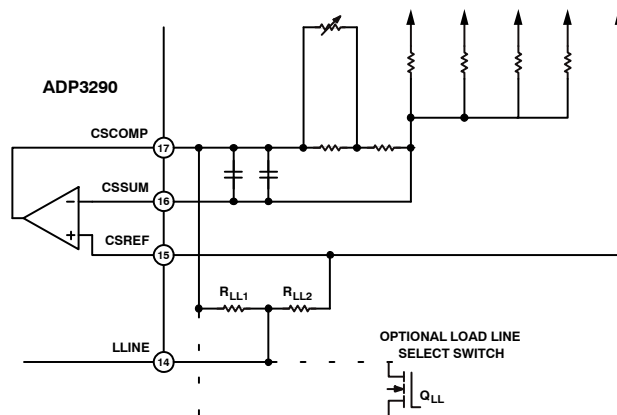 ADP3290
CSCOMP
17
CSSUM
16
–
+
CSREF
15
RLL1
RLL2
OPTIONAL LOAD LINE
SELECT SWITCH
LLINE
14
QLL